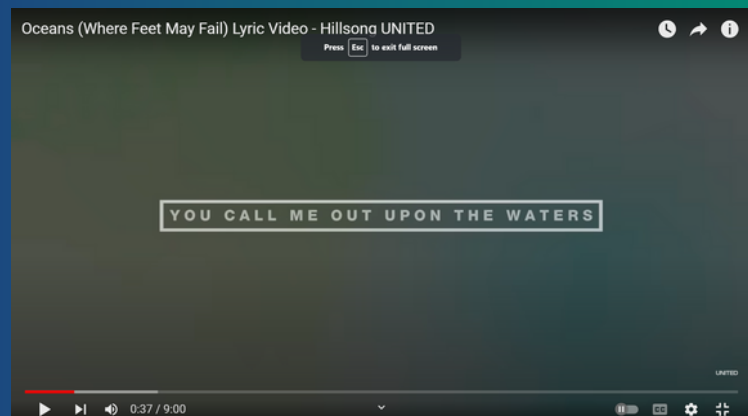 Oceans (Where Feet May Fail) Lyric Video - Hillsong UNITED
Press Esc to exit full screen
YOU CALL ME OUT UPON THE WATERS
UNITED
0:37 / 9:00
CC